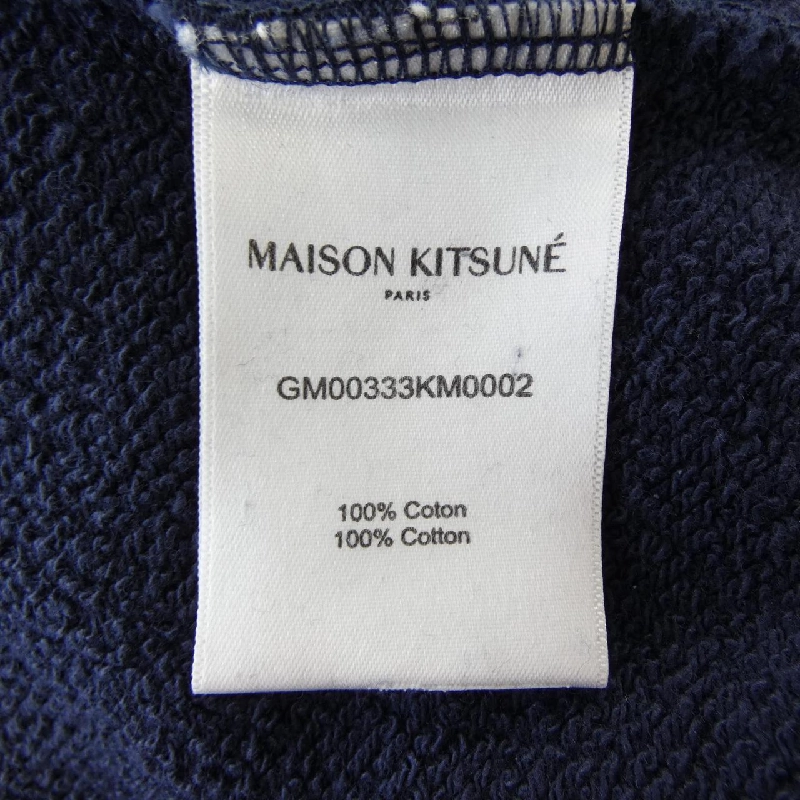 MAISON KITSUNÉ
PARIS
GM00333KM0002
100% Coton
100% Cotton